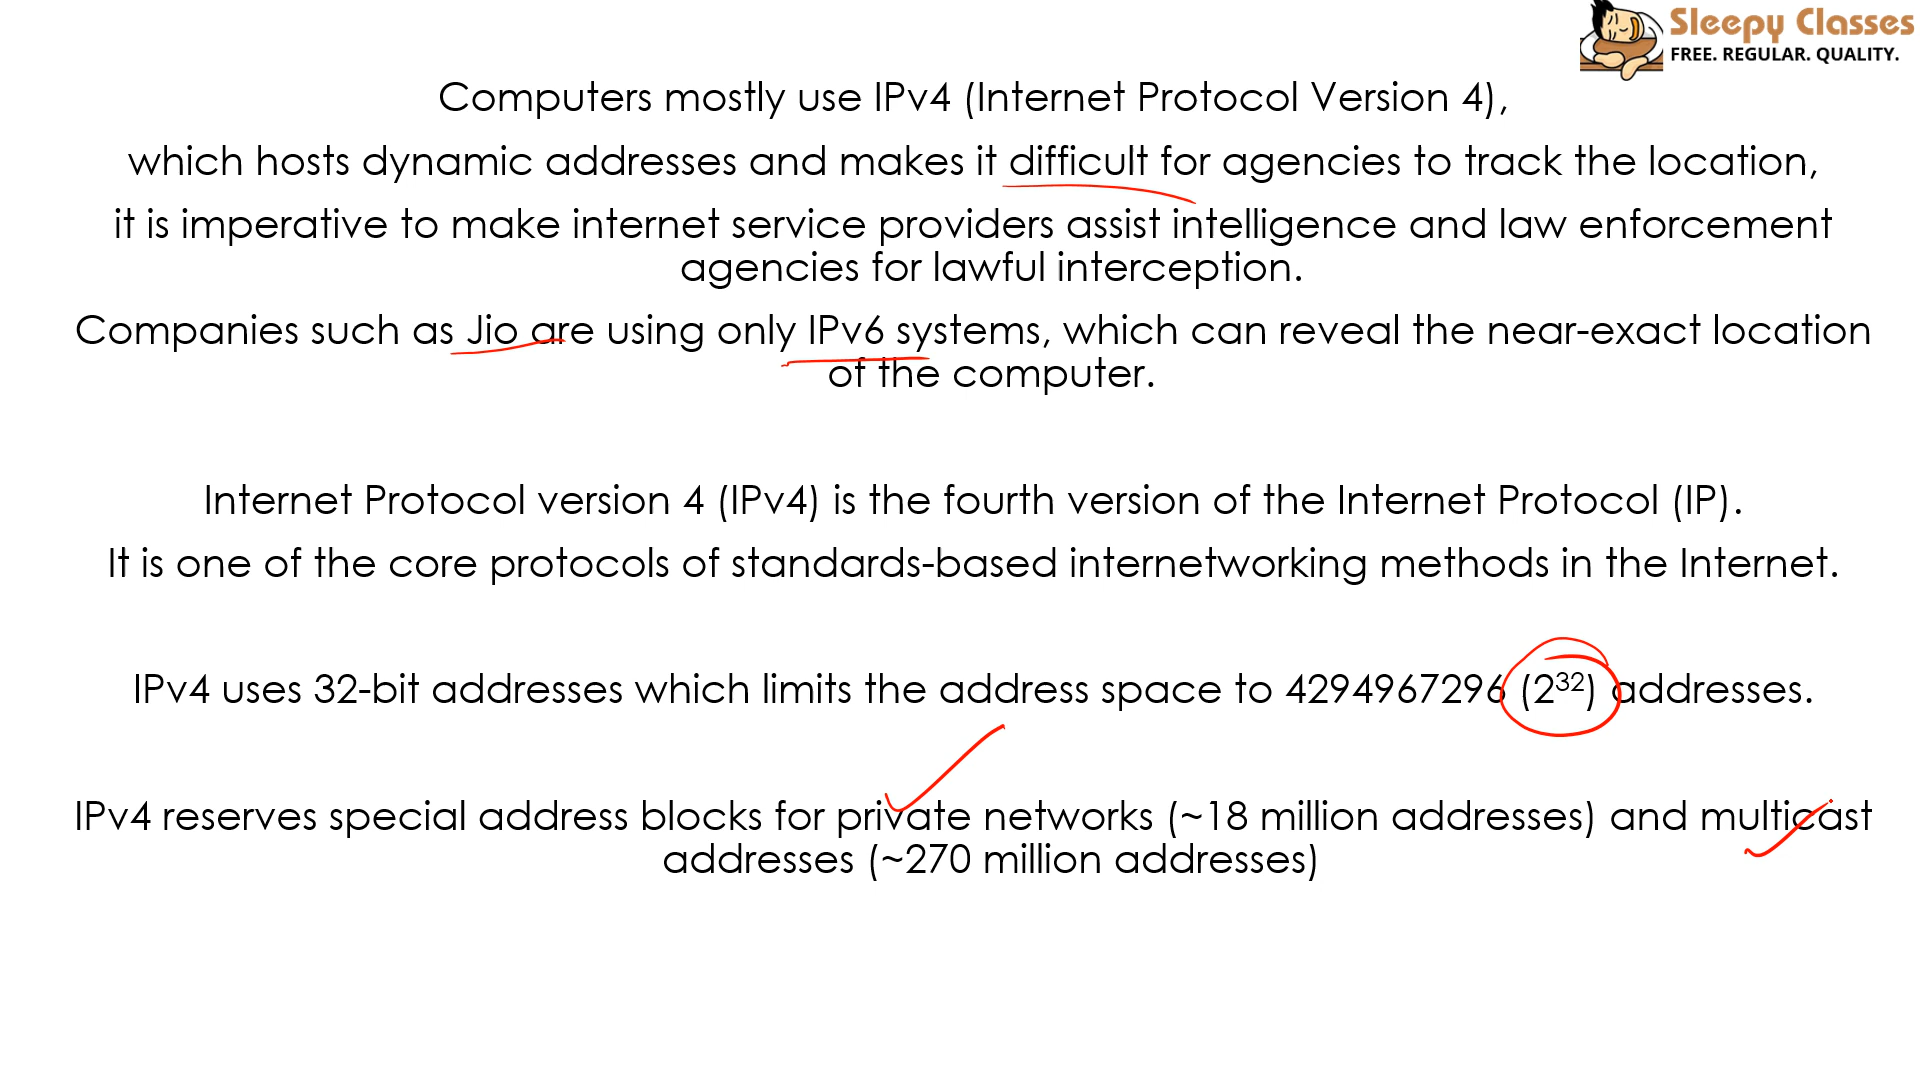 Sleepy Classes
FREE. REGULAR. QUALITY.
Computers mostly use IPv4 (Internet Protocol Version 4),
which hosts dynamic addresses and makes it difficult for agencies to track the location,
it is imperative to make internet service providers assist intelligence and law enforcement
agencies for lawful interception.
Companies such as Jio are using only IPv6 systems, which can reveal the near-exact location
of the computer.
Internet Protocol version 4 (IPv4) is the fourth version of the Internet Protocol (IP).
It is one of the core protocols of standards-based internetworking methods in the Internet.
IPv4 uses 32-bit addresses which limits the address space to 4294967296 (2³²) addresses.
IPv4 reserves special address blocks for private networks (~18 million addresses) and multicast
addresses (~270 million addresses)